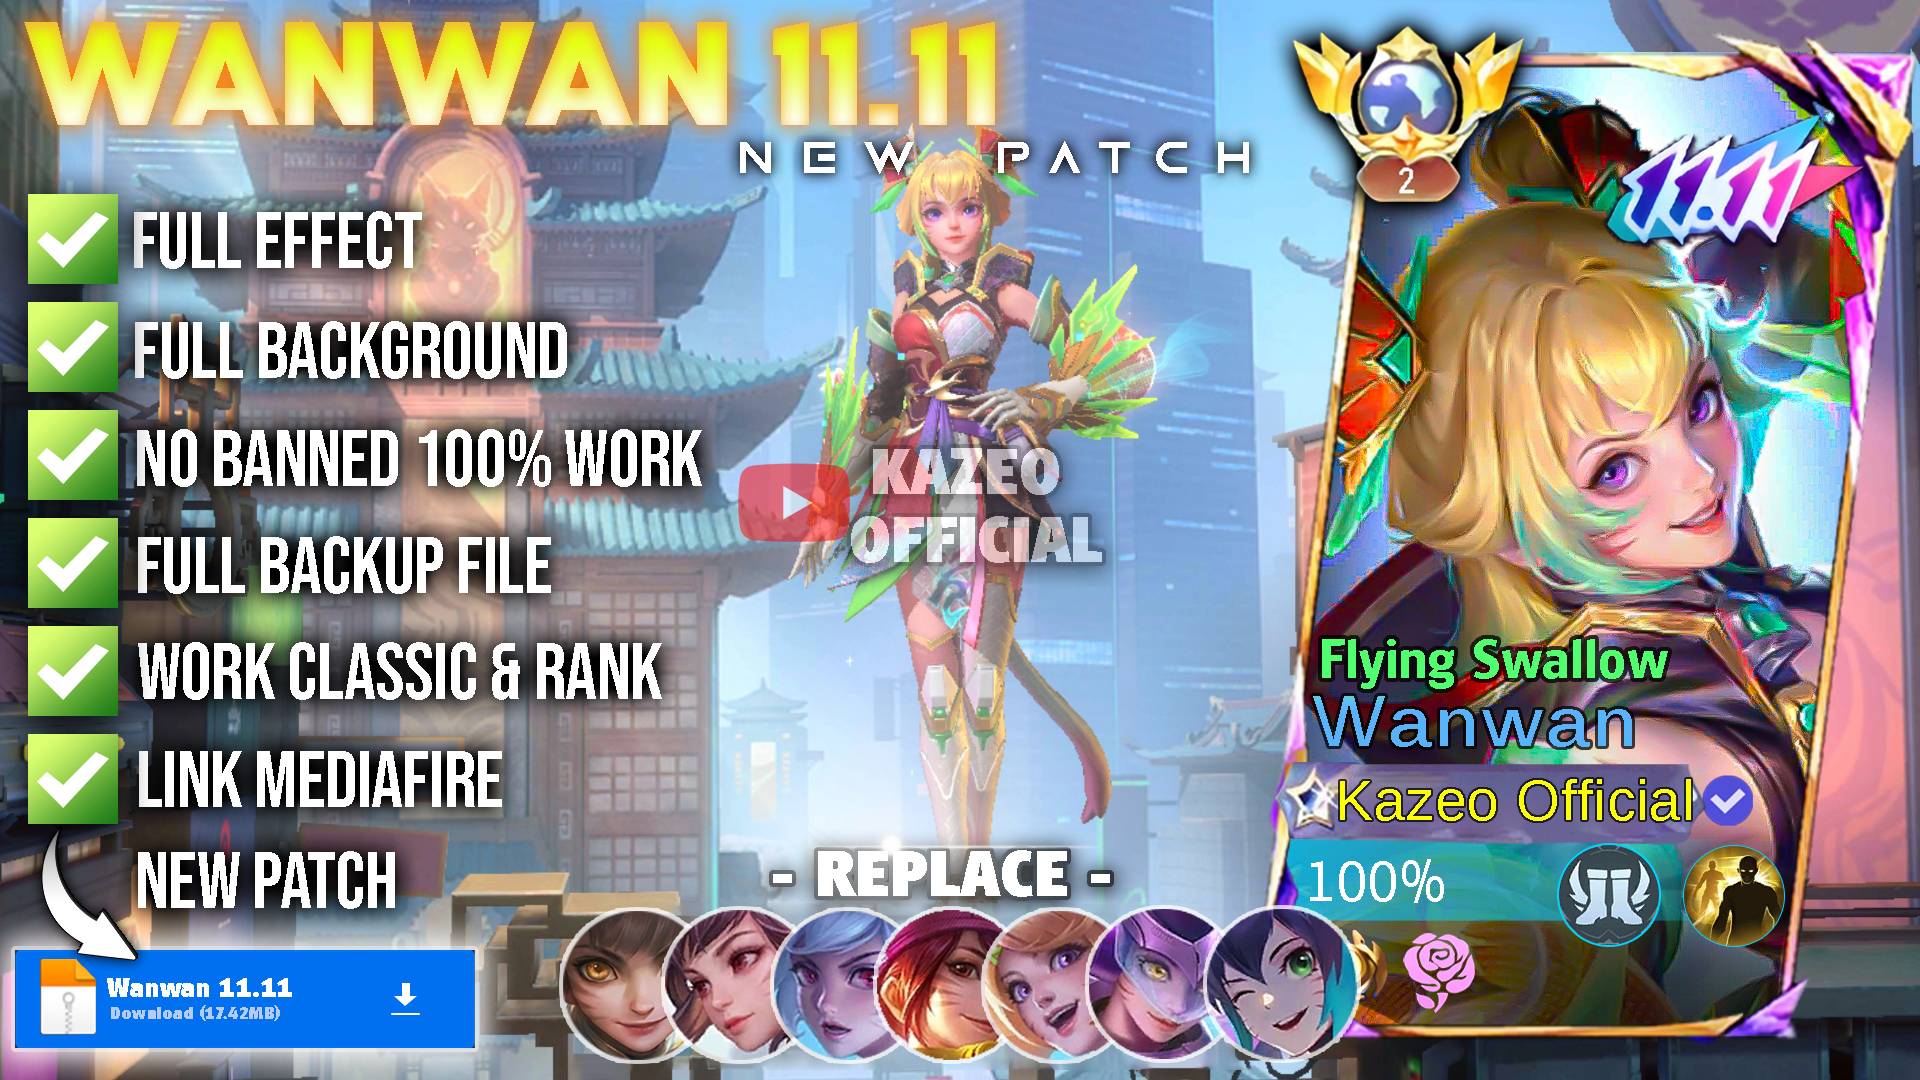 WANWAN 11.11
NEW PATCH
11.11
2
FULL EFFECT
FULL BACKGROUND
NO BANNED 100% WORK
KAZEO
OFFICIAL
FULL BACKUP FILE
WORK CLASSIC & RANK
LINK MEDIAFIRE
NEW PATCH
Wanwan 11.11
Download (17.42MB)
- REPLACE -
Flying Swallow
Wanwan
Kazeo Official
100%